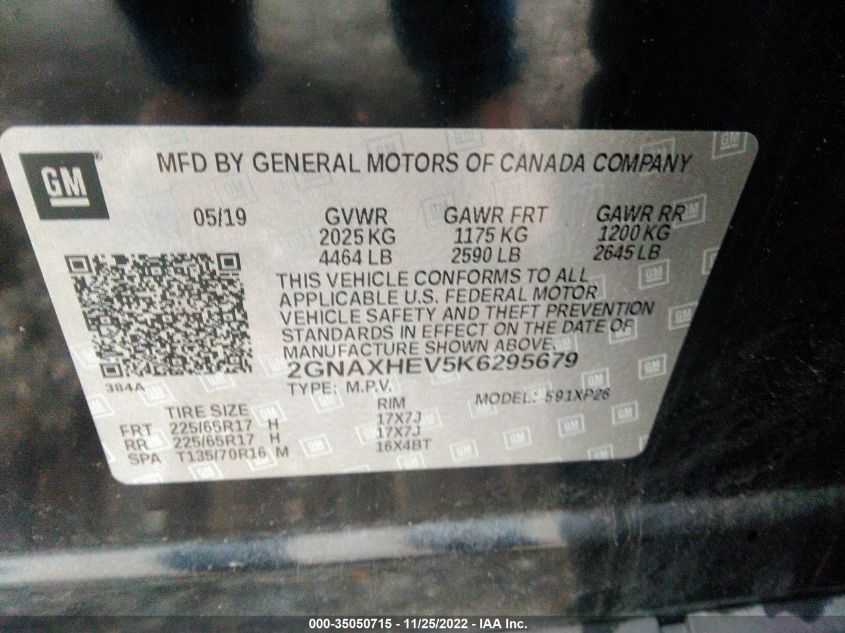 GM
MFD BY GENERAL MOTORS OF CANADA COMPANY
05/19 GVWR GAWR FRT GAWR RR
2025 KG 1175 KG 1200 KG
4464 LB 2590 LB 2645 LB
THIS VEHICLE CONFORMS TO ALL
APPLICABLE U.S. FEDERAL MOTOR
VEHICLE SAFETY AND THEFT PREVENTION
STANDARDS IN EFFECT ON THE DATE OF
MANUFACTURE SHOWN ABOVE.
2GNAXHEV5K6295679
384A TYPE: M.P.V. MODEL: 591XP26
TIRE SIZE RIM
FRT 225/65R17 H 17X7J
RR 225/65R17 H 17X7J
SPA T135/70R16 M 16X4BT
000-35050715 - 11/25/2022 - IAA Inc.